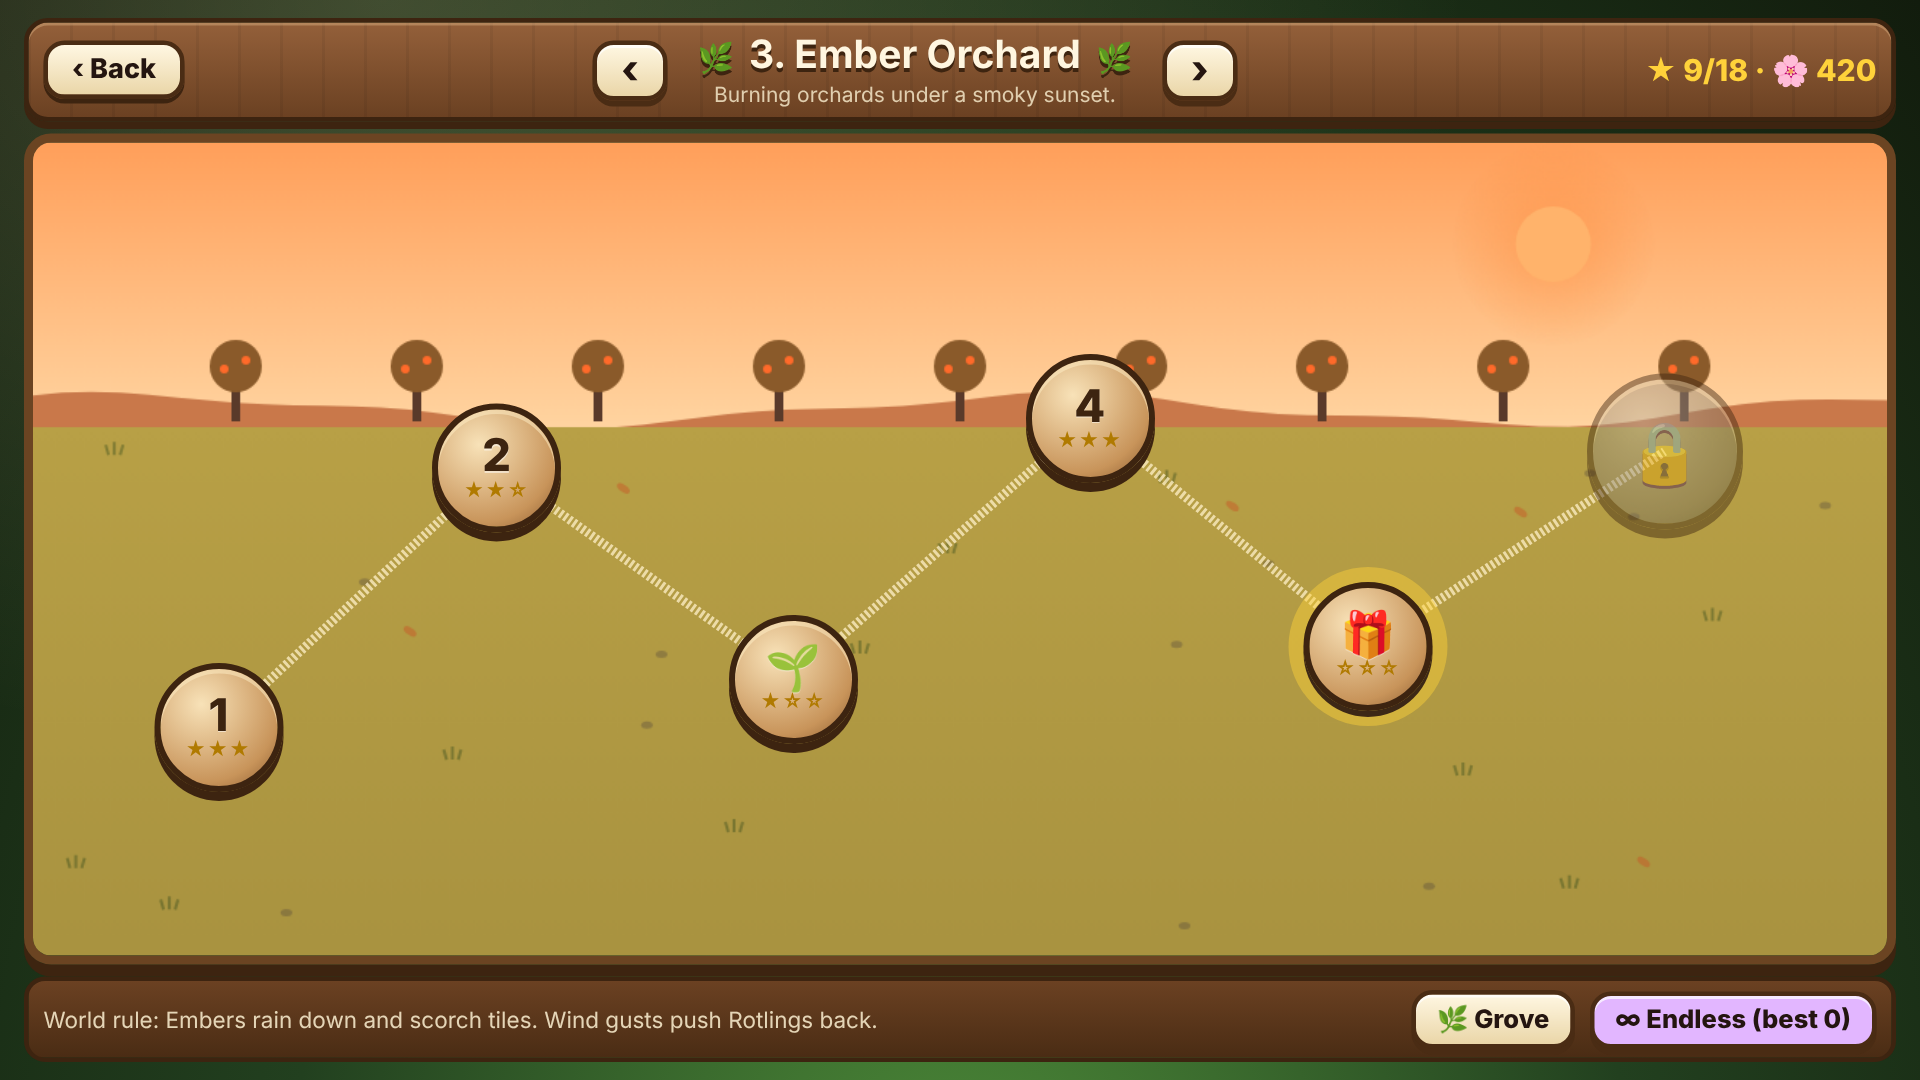 ‹ Back
‹
🌿 3. Ember Orchard 🌿
Burning orchards under a smoky sunset.
›
★ 9/18 · 🌸 420
4
★★★
2
★★☆
🌱
★☆☆
🎁
☆☆☆
1
★★★
World rule: Embers rain down and scorch tiles. Wind gusts push Rotlings back.
🌿 Grove
∞ Endless (best 0)